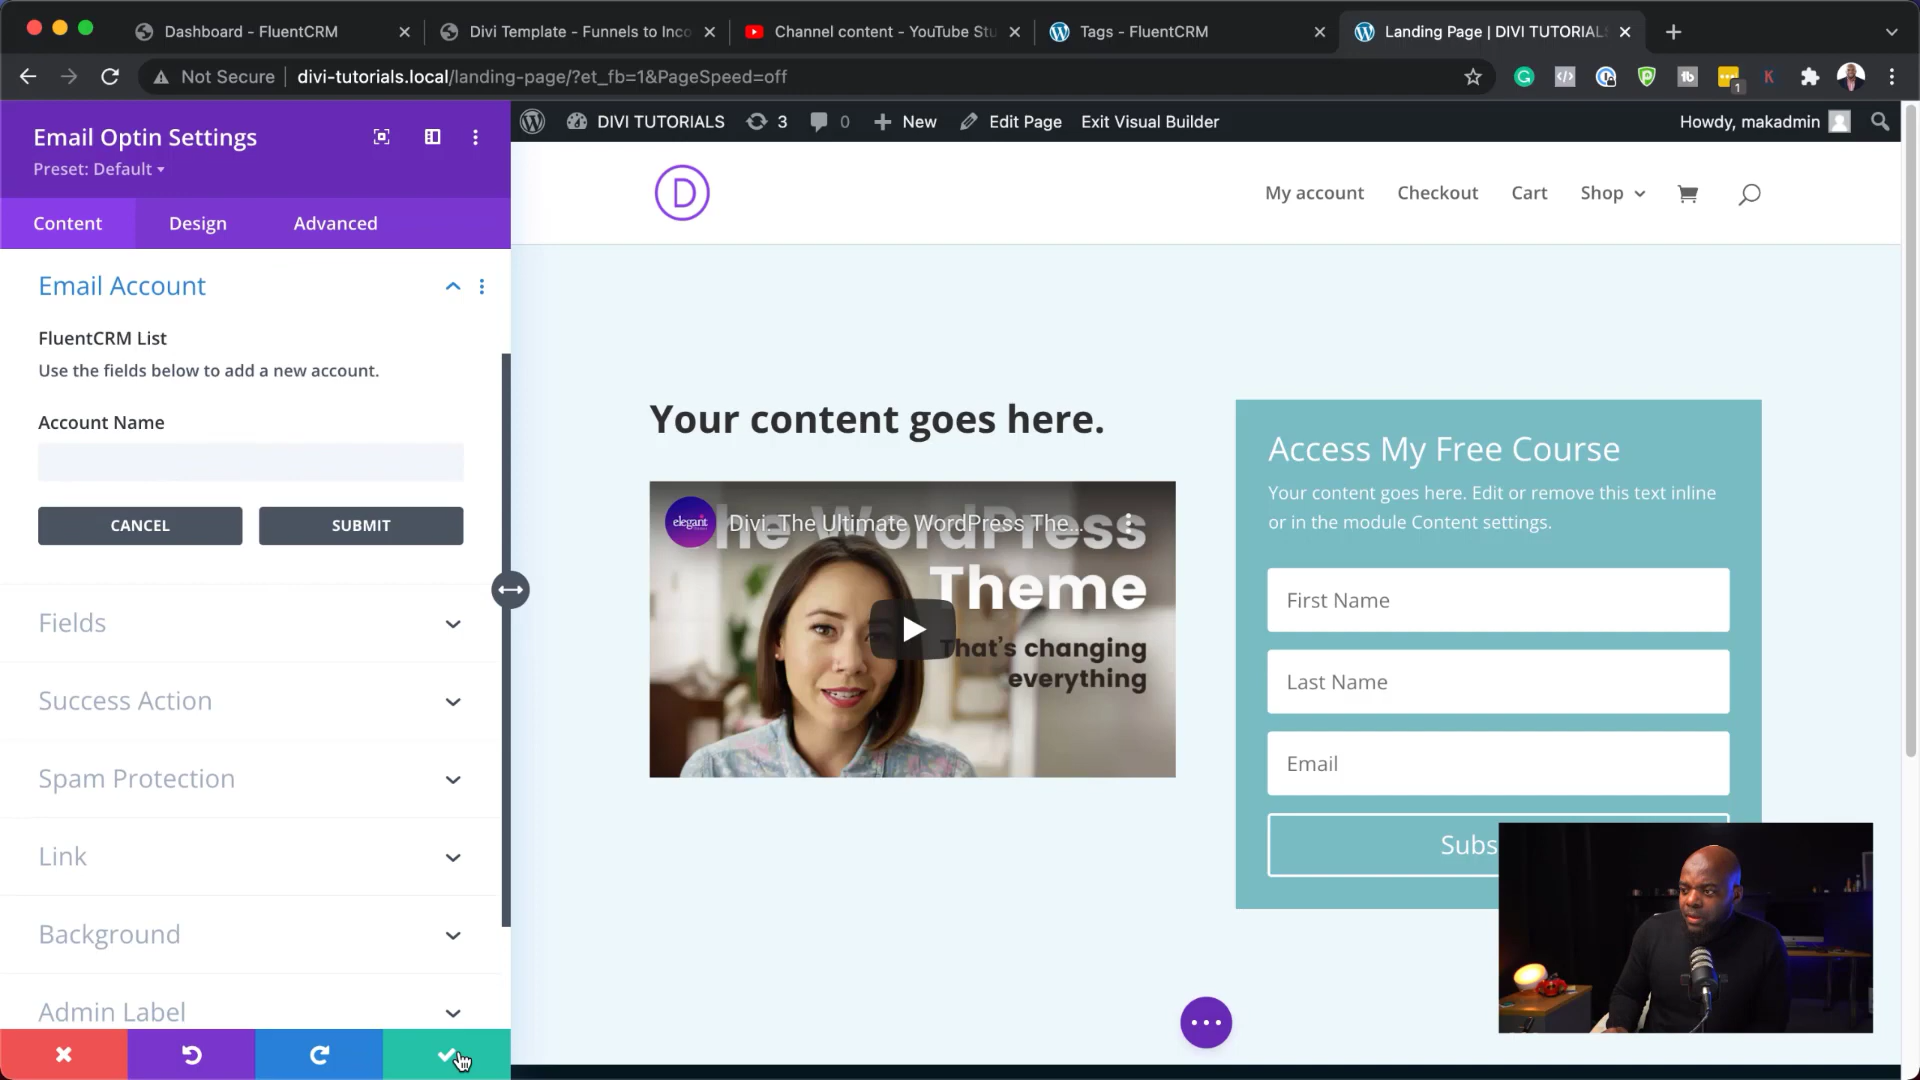 Dashboard - FluentCRM
Divi Template - Funnels to Inco
Channel content - YouTube Stu
Tags - FluentCRM
Landing Page | DIVI TUTORIALS
Not Secure
divi-tutorials.local/landing-page/?et_fb=1&PageSpeed=off
1
DIVI TUTORIALS
3
0
New
Edit Page
Exit Visual Builder
Howdy, makadmin
Email Optin Settings
Preset: Default
Content
Design
Advanced
Email Account
FluentCRM List
Use the fields below to add a new account.
Account Name
CANCEL
SUBMIT
Fields
Success Action
Spam Protection
Link
Background
Admin Label
D
My account
Checkout
Cart
Shop
Your content goes here.
elegant
Divi. The Ultimate WordPress The...
he WordPress
Theme
That's changing
everything
Access My Free Course
Your content goes here. Edit or remove this text inline
or in the module Content settings.
First Name
Last Name
Email
Subs